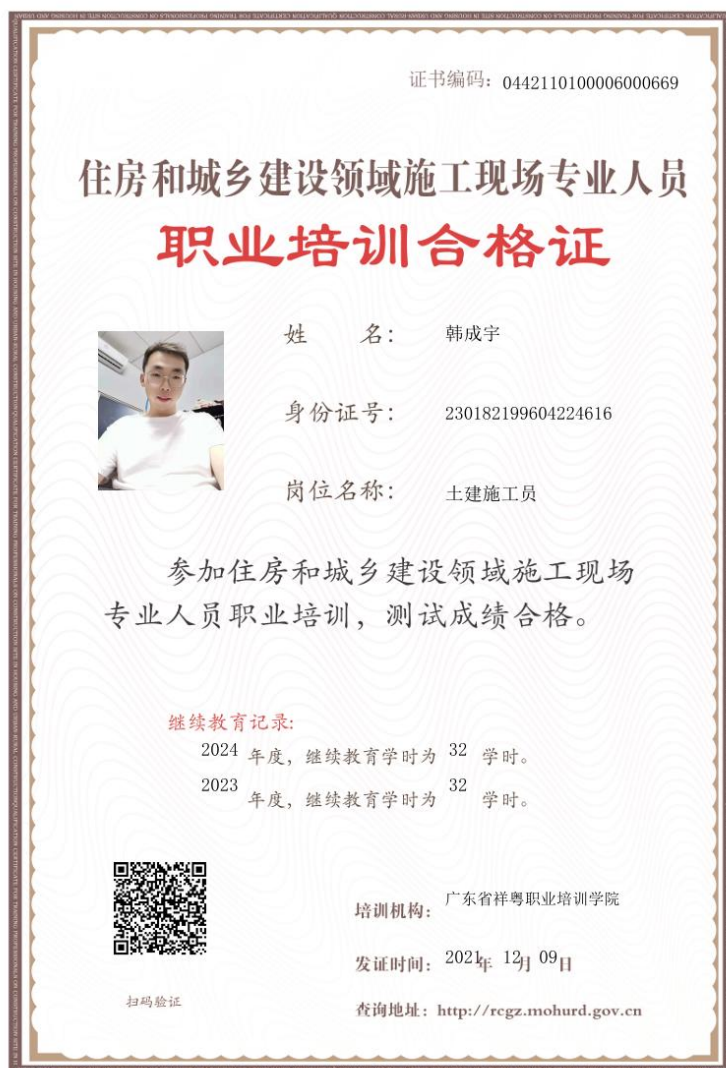 证书编码：0442110100006000669
住房和城乡建设领域施工现场专业人员
职业培训合格证
姓 名： 韩成宇
身份证号： 230182199604224616
岗位名称： 土建施工员
参加住房和城乡建设领域施工现场
专业人员职业培训，测试成绩合格。
继续教育记录:
2024 年度，继续教育学时为 32 学时。
2023 年度，继续教育学时为 32 学时。
培训机构： 广东省祥粤职业培训学院
发证时间： 2021年 12月 09日
扫码验证
查询地址：http://rcgz.mohurd.gov.cn